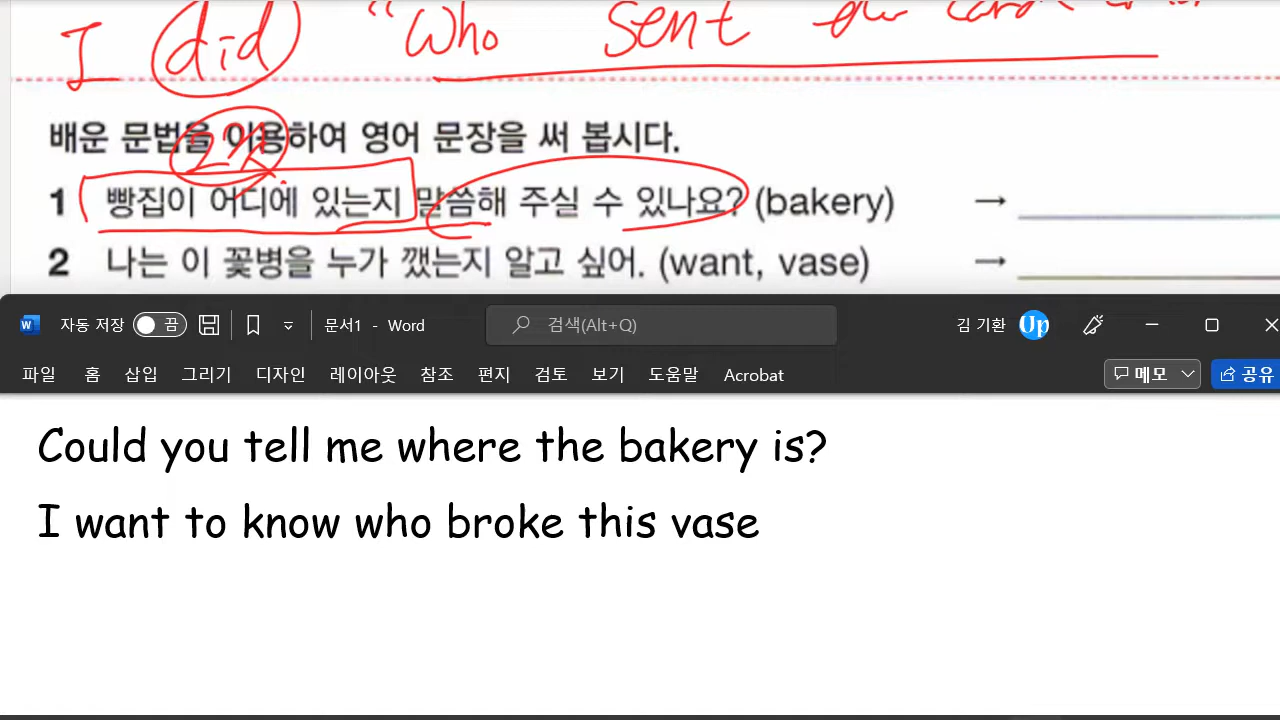 I did "Who sent the
배운 문법을 이용하여 영어 문장을 써 봅시다.
1 빵집이 어디에 있는지 말씀해 주실 수 있나요? (bakery) →
2 나는 이 꽃병을 누가 깼는지 알고 싶어. (want, vase) →
자동 저장 끔 문서1 - Word 검색(Alt+Q) 김 기환 Up
파일 홈 삽입 그리기 디자인 레이아웃 참조 편지 검토 보기 도움말 Acrobat 메모 공유
Could you tell me where the bakery is?
I want to know who broke this vase